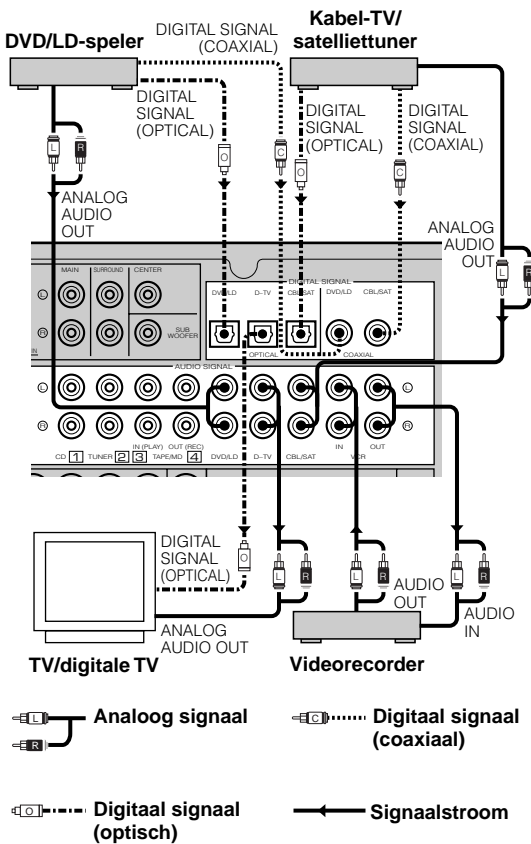 DVD/LD-speler
DIGITAL SIGNAL
(COAXIAL)
Kabel-TV/
satelliettuner
DIGITAL
SIGNAL
(OPTICAL)
DIGITAL
SIGNAL
(OPTICAL)
DIGITAL
SIGNAL
(COAXIAL)
L
R
O
C
O
C
ANALOG
AUDIO
OUT
ANALOG
AUDIO
OUT
L
R
MAIN
SURROUND
CENTER
L
R
SUB
WOOFER
IN
DIGITAL SIGNAL
DVD/LD
D–TV
CBL/SAT
DVD/LD
CBL/SAT
OPTICAL
COAXIAL
AUDIO SIGNAL
L
R
L
R
IN (PLAY)
OUT (REC)
IN
OUT
CD 1
TUNER 2
3 TAPE/MD 4
DVD/LD
D–TV
CBL/SAT
VCR
DIGITAL
SIGNAL
(OPTICAL)
O
L
R
L
R
L
R
ANALOG
AUDIO OUT
AUDIO
OUT
AUDIO
IN
TV/digitale TV
Videorecorder
L
R
Analoog signaal
C
Digitaal signaal
(coaxiaal)
O
Digitaal signaal
(optisch)
Signaalstroom